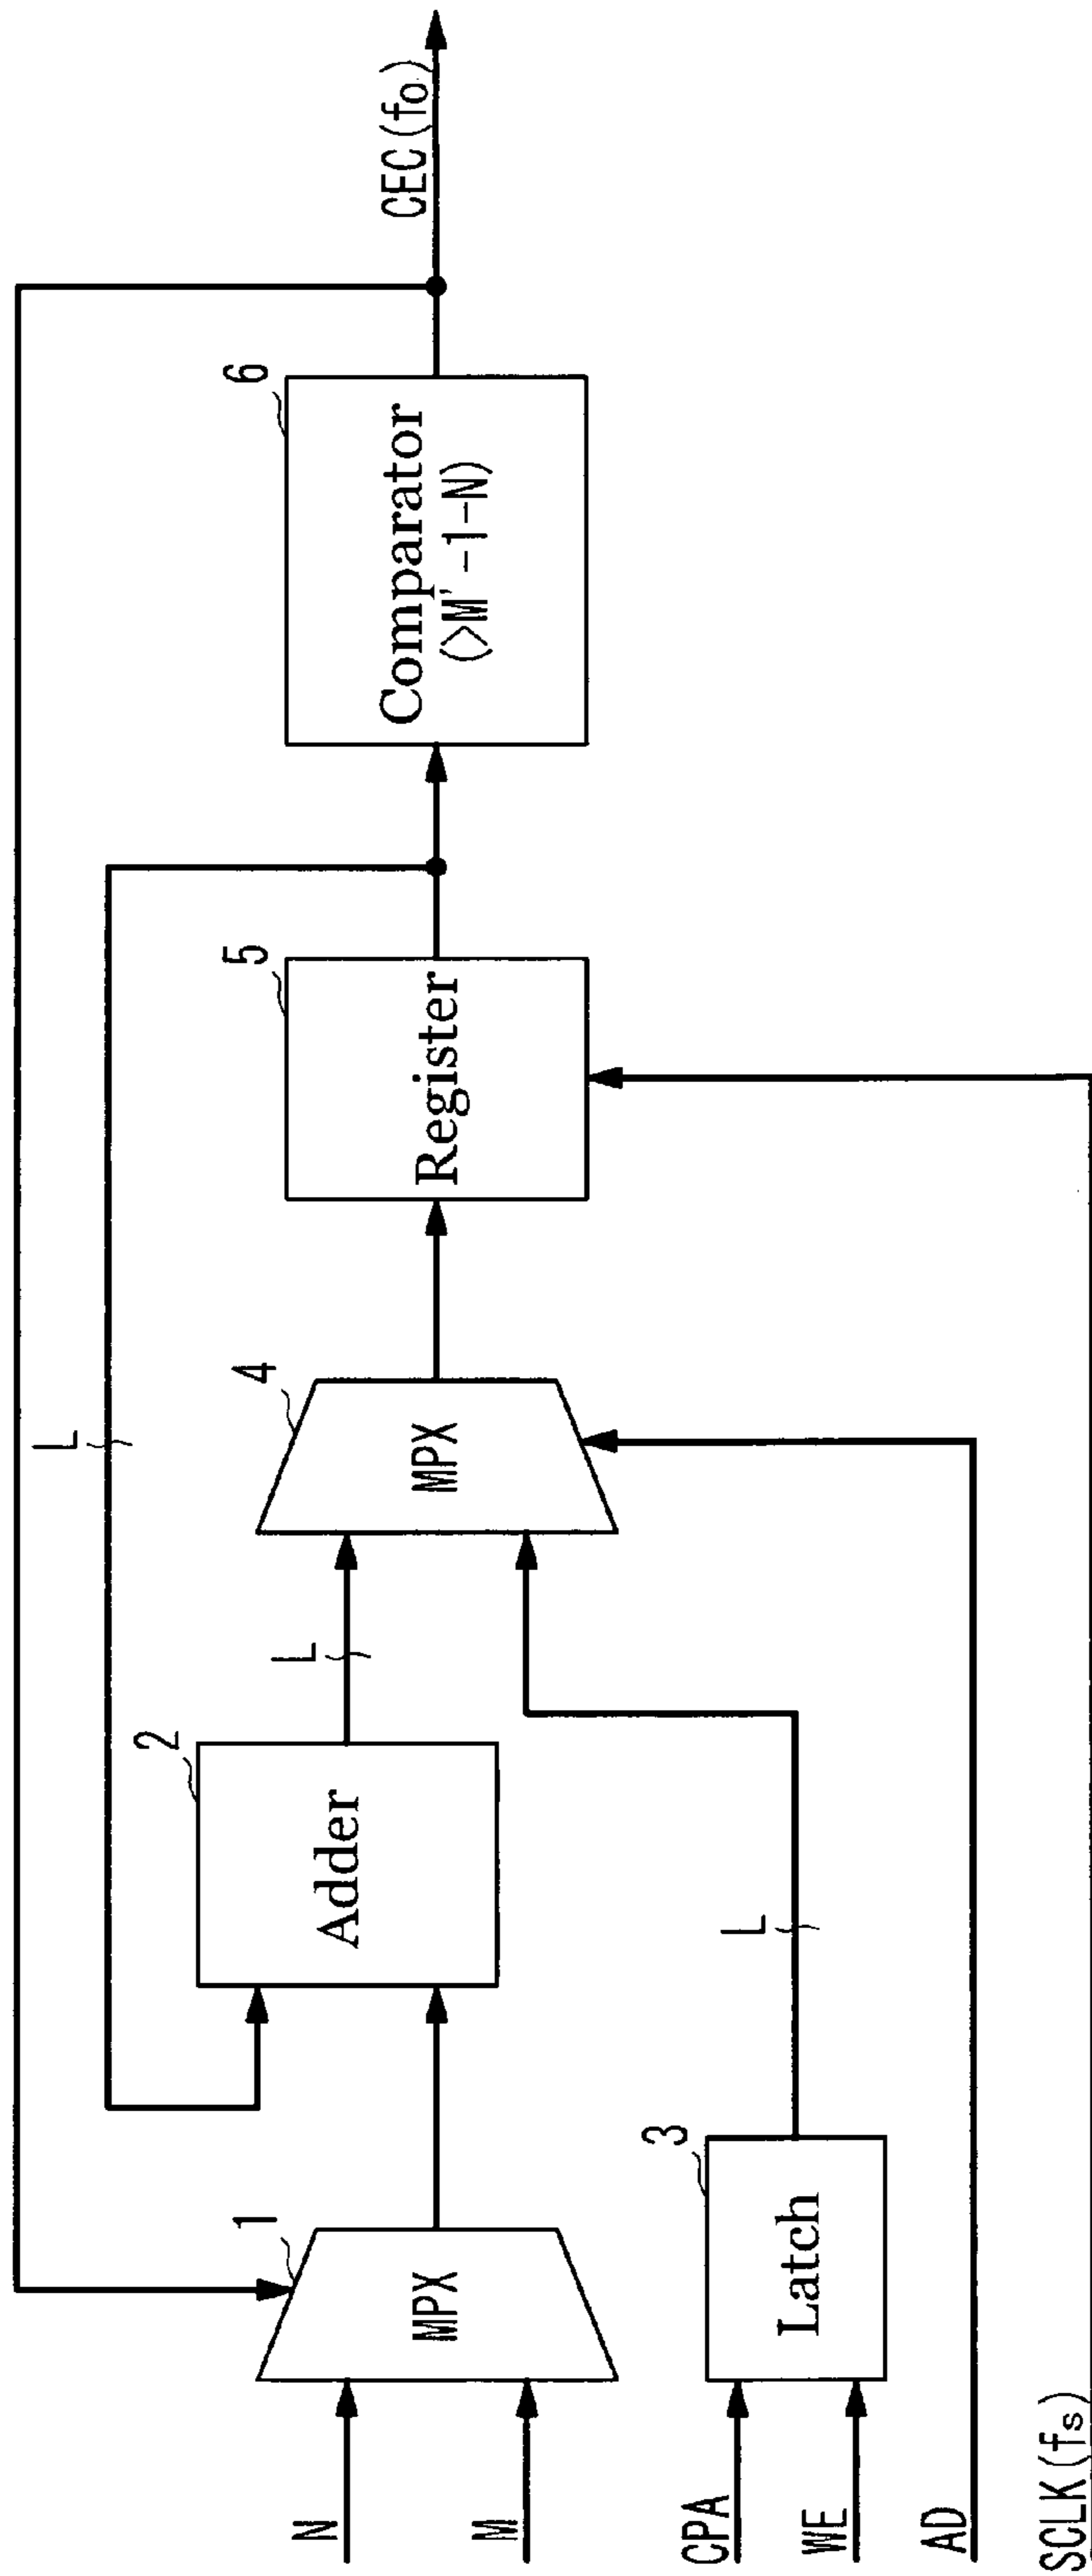 N
M
CPA
WE
AD
SCLK (fs)
1
MPX
2
Adder
3
Latch
L
L
L
4
MPX
5
Register
6
Comparator
(>M'-1-N)
CEC (fo)